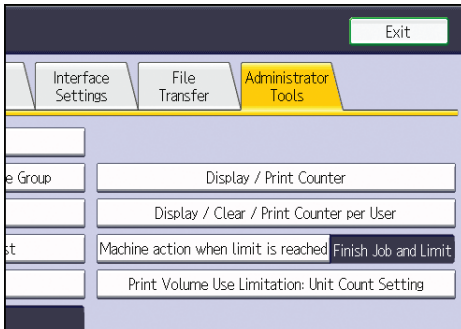 Exit
Interface Settings
File Transfer
Administrator Tools
e Group
Display / Print Counter
Display / Clear / Print Counter per User
st
Machine action when limit is reached Finish Job and Limit
Print Volume Use Limitation: Unit Count Setting